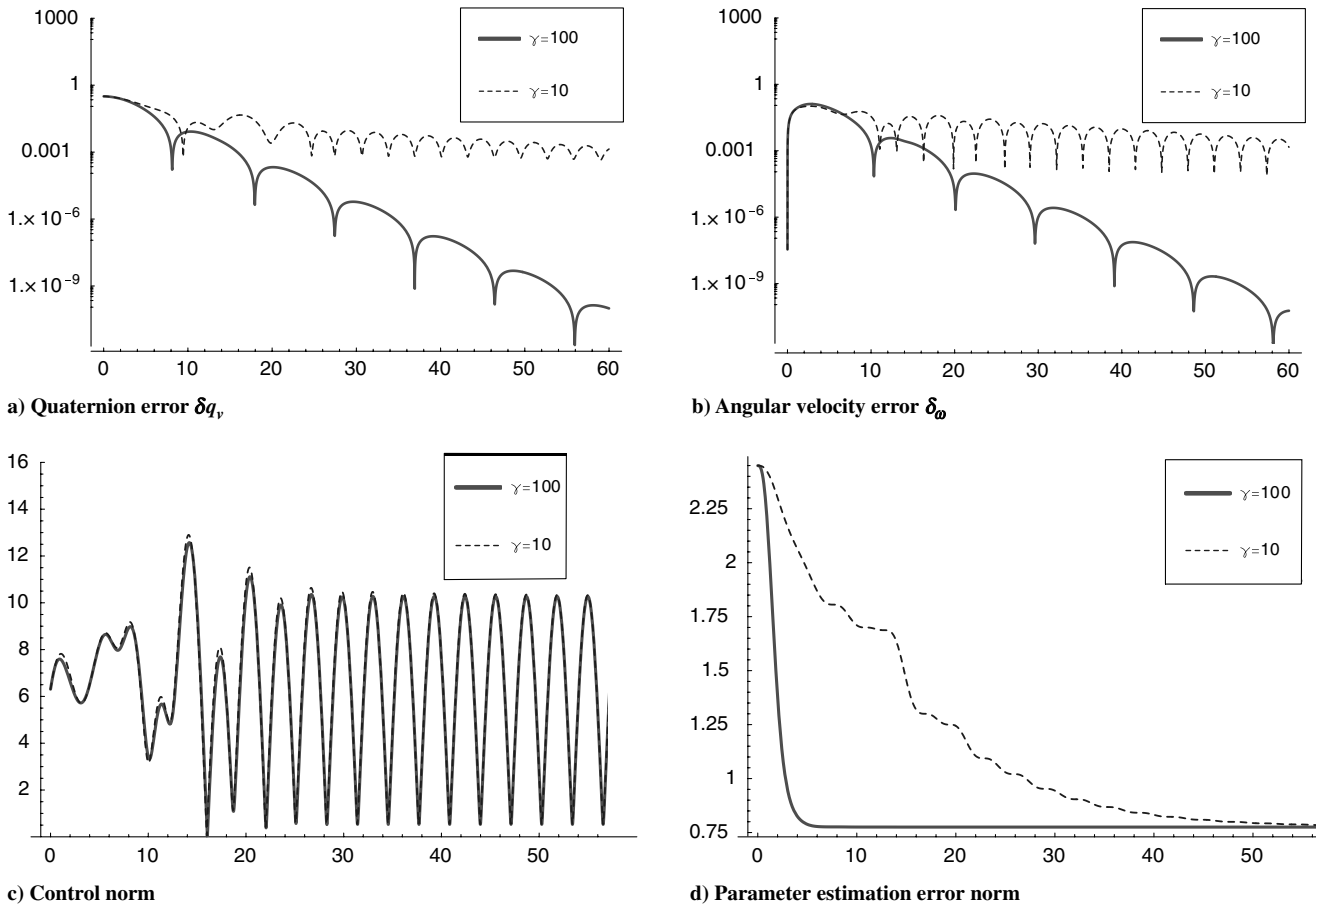 1000
1
0.001
1.× 10⁻⁶
1.× 10⁻⁹
γ=100
γ=10
0 10 20 30 40 50 60
a) Quaternion error δqᵥ
1000
1
0.001
1.× 10⁻⁶
1.× 10⁻⁹
γ=100
γ=10
0 10 20 30 40 50 60
b) Angular velocity error δ_ω
16
14
12
10
8
6
4
2
γ=100
γ=10
0 10 20 30 40 50
c) Control norm
2.25
2
1.75
1.5
1.25
1
0.75
γ=100
γ=10
0 10 20 30 40 50
d) Parameter estimation error norm